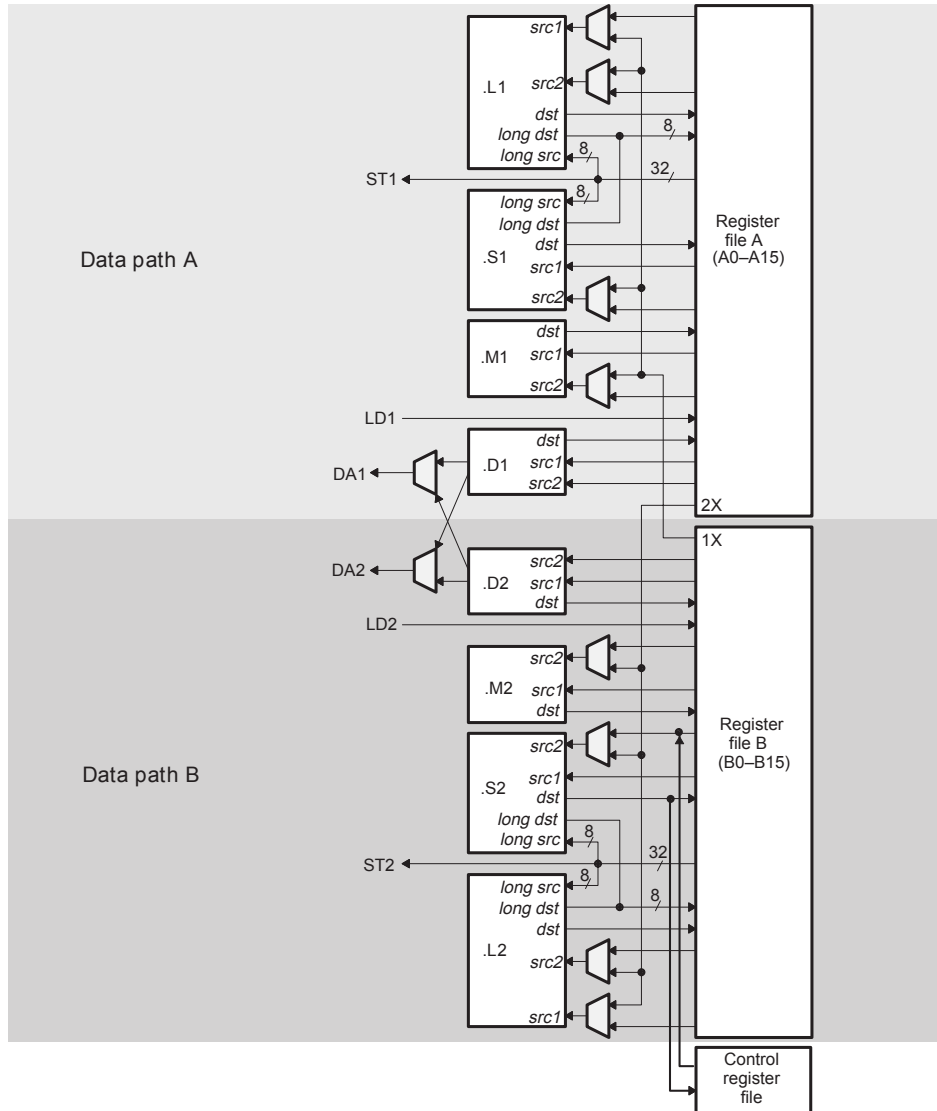 src1
.L1
src2
dst
long dst
8
long src
8
ST1
32
8
long src
long dst
dst
.S1
src1
src2
Register
file A
(A0–A15)
Data path A
dst
.M1
src1
src2
LD1
dst
.D1
src1
src2
DA1
2X
1X
DA2
src2
.D2
src1
dst
LD2
src2
.M2
src1
dst
src2
.S2
src1
dst
long dst
long src
8
Register
file B
(B0–B15)
Data path B
ST2
32
8
long src
long dst
8
dst
.L2
src2
src1
Control
register
file